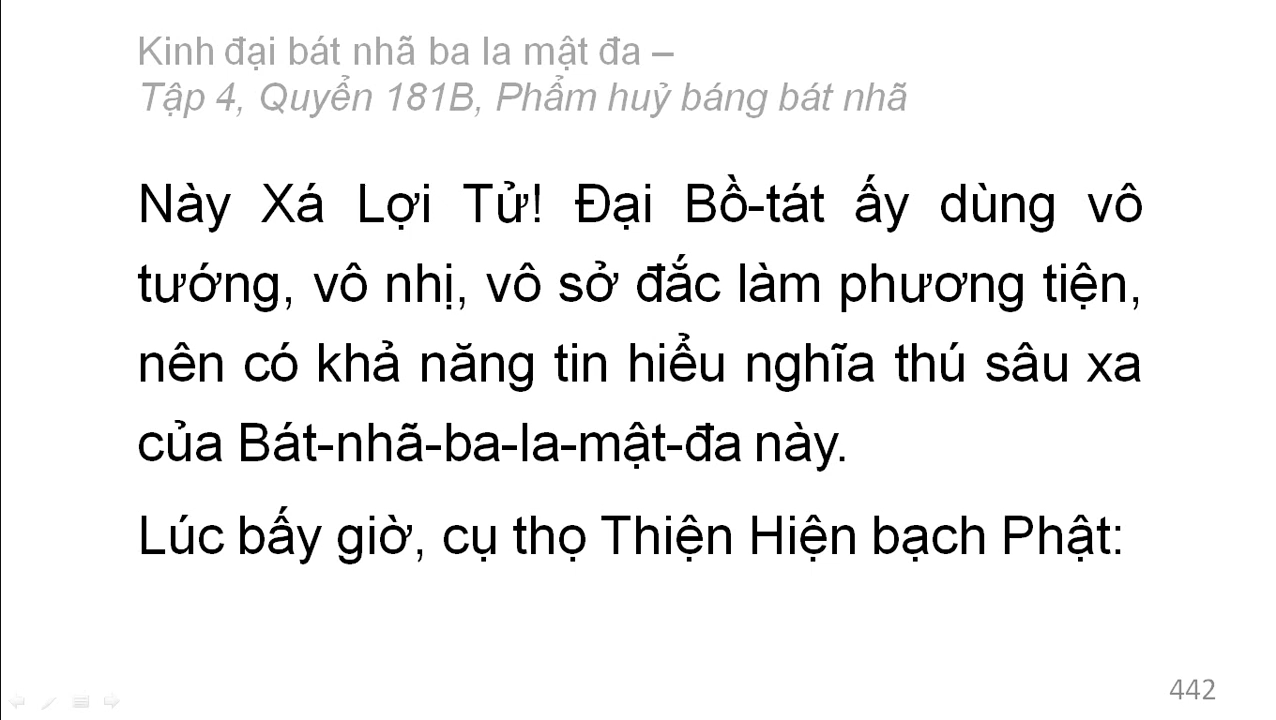 Kinh đại bát nhã ba la mật đa –
Tập 4, Quyển 181B, Phẩm huỷ báng bát nhã
Này Xá Lợi Tử! Đại Bồ-tát ấy dùng vô
tướng, vô nhị, vô sở đắc làm phương tiện,
nên có khả năng tin hiểu nghĩa thú sâu xa
của Bát-nhã-ba-la-mật-đa này.
Lúc bấy giờ, cụ thọ Thiện Hiện bạch Phật:
442